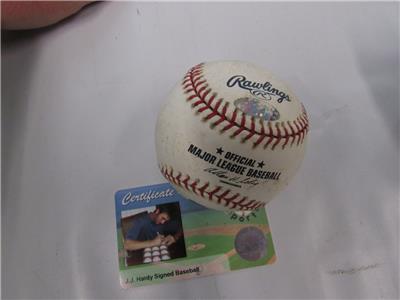 Rawlings
R
★ OFFICIAL ★
MAJOR LEAGUE BASEBALL
Certificate
J.J. Hardy Signed Baseball